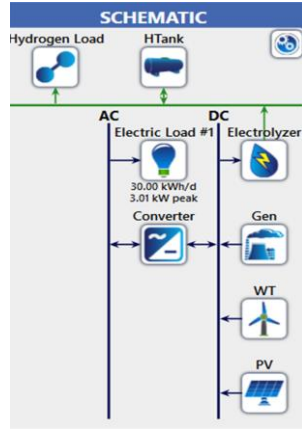 SCHEMATIC
Hydrogen Load HTank
AC DC
Electric Load #1 Electrolyzer
30.00 kWh/d
3.01 kW peak
Converter Gen
WT
PV